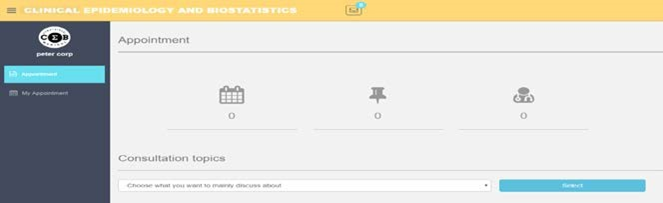 CLINICAL EPIDEMIOLOGY AND BIOSTATISTICS
peter corp
Appointment
My Appointment
Appointment
0
0
0
Consultation topics
Choose what you want to mainly discuss about
Select